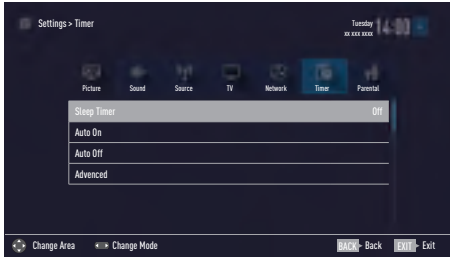 Settings > Timer
Tuesday
xx xxx xxxx
14:00
Picture Sound Source TV Network Timer Parental
Sleep Timer Off
Auto On
Auto Off
Advanced
Change Area Change Mode BACK Back EXIT Exit